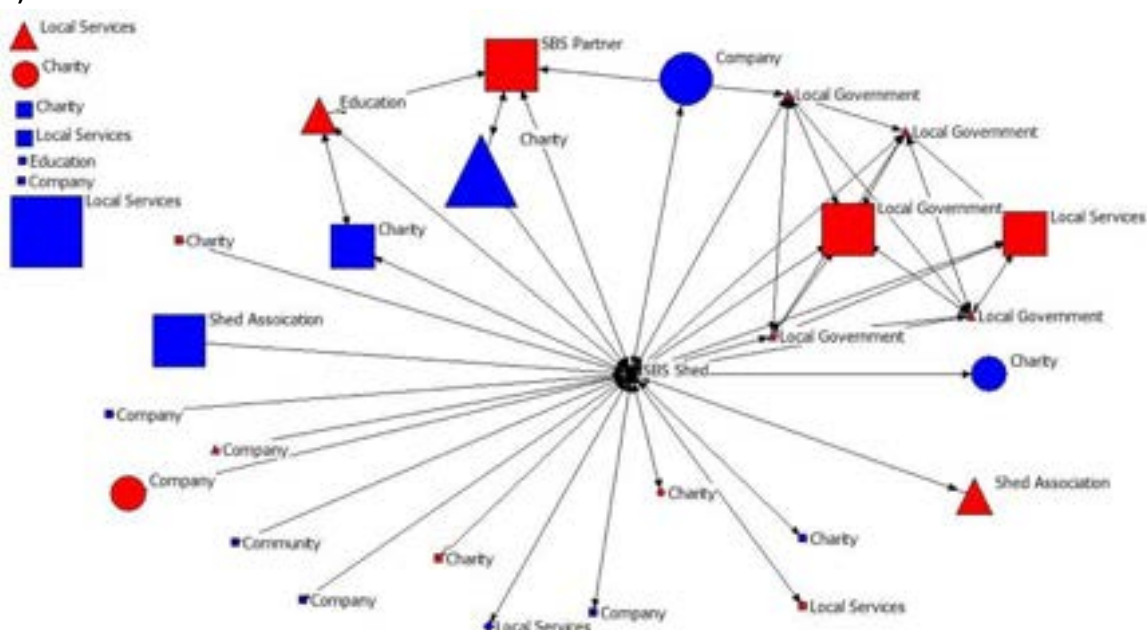 Local Services
SBS Partner
Charity
Company
Charity
Local Services
Education
Company
Education
Charity
Local Government
Local Government
Local Services
Charity
Charity
Local Government
Local Services
Shed Assoication
Local Government
Local Government
SBS Shed
Charity
Company
Company
Company
Shed Association
Charity
Community
Charity
Charity
Company
Local Services
Company
Local Services